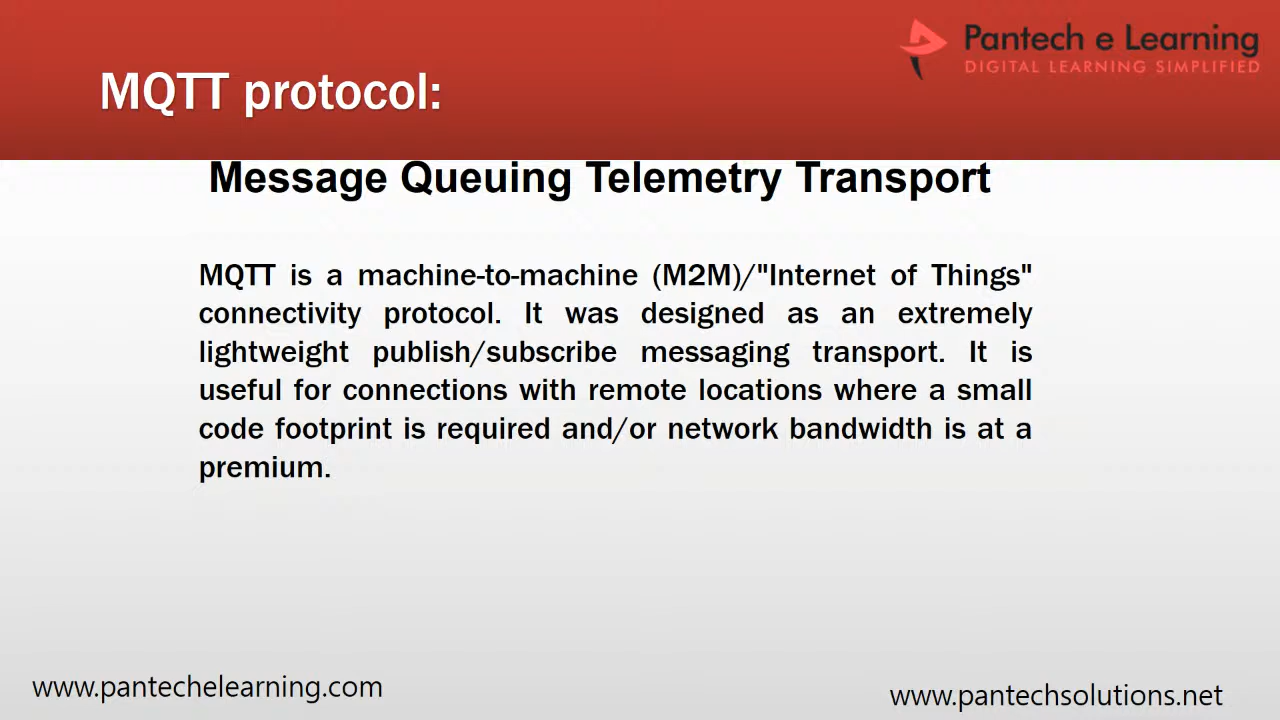 Pantech e Learning
DIGITAL LEARNING SIMPLIFIED
MQTT protocol:
Message Queuing Telemetry Transport
MQTT is a machine-to-machine (M2M)/"Internet of Things"
connectivity protocol. It was designed as an extremely
lightweight publish/subscribe messaging transport. It is
useful for connections with remote locations where a small
code footprint is required and/or network bandwidth is at a
premium.
www.pantechelearning.com
www.pantechsolutions.net